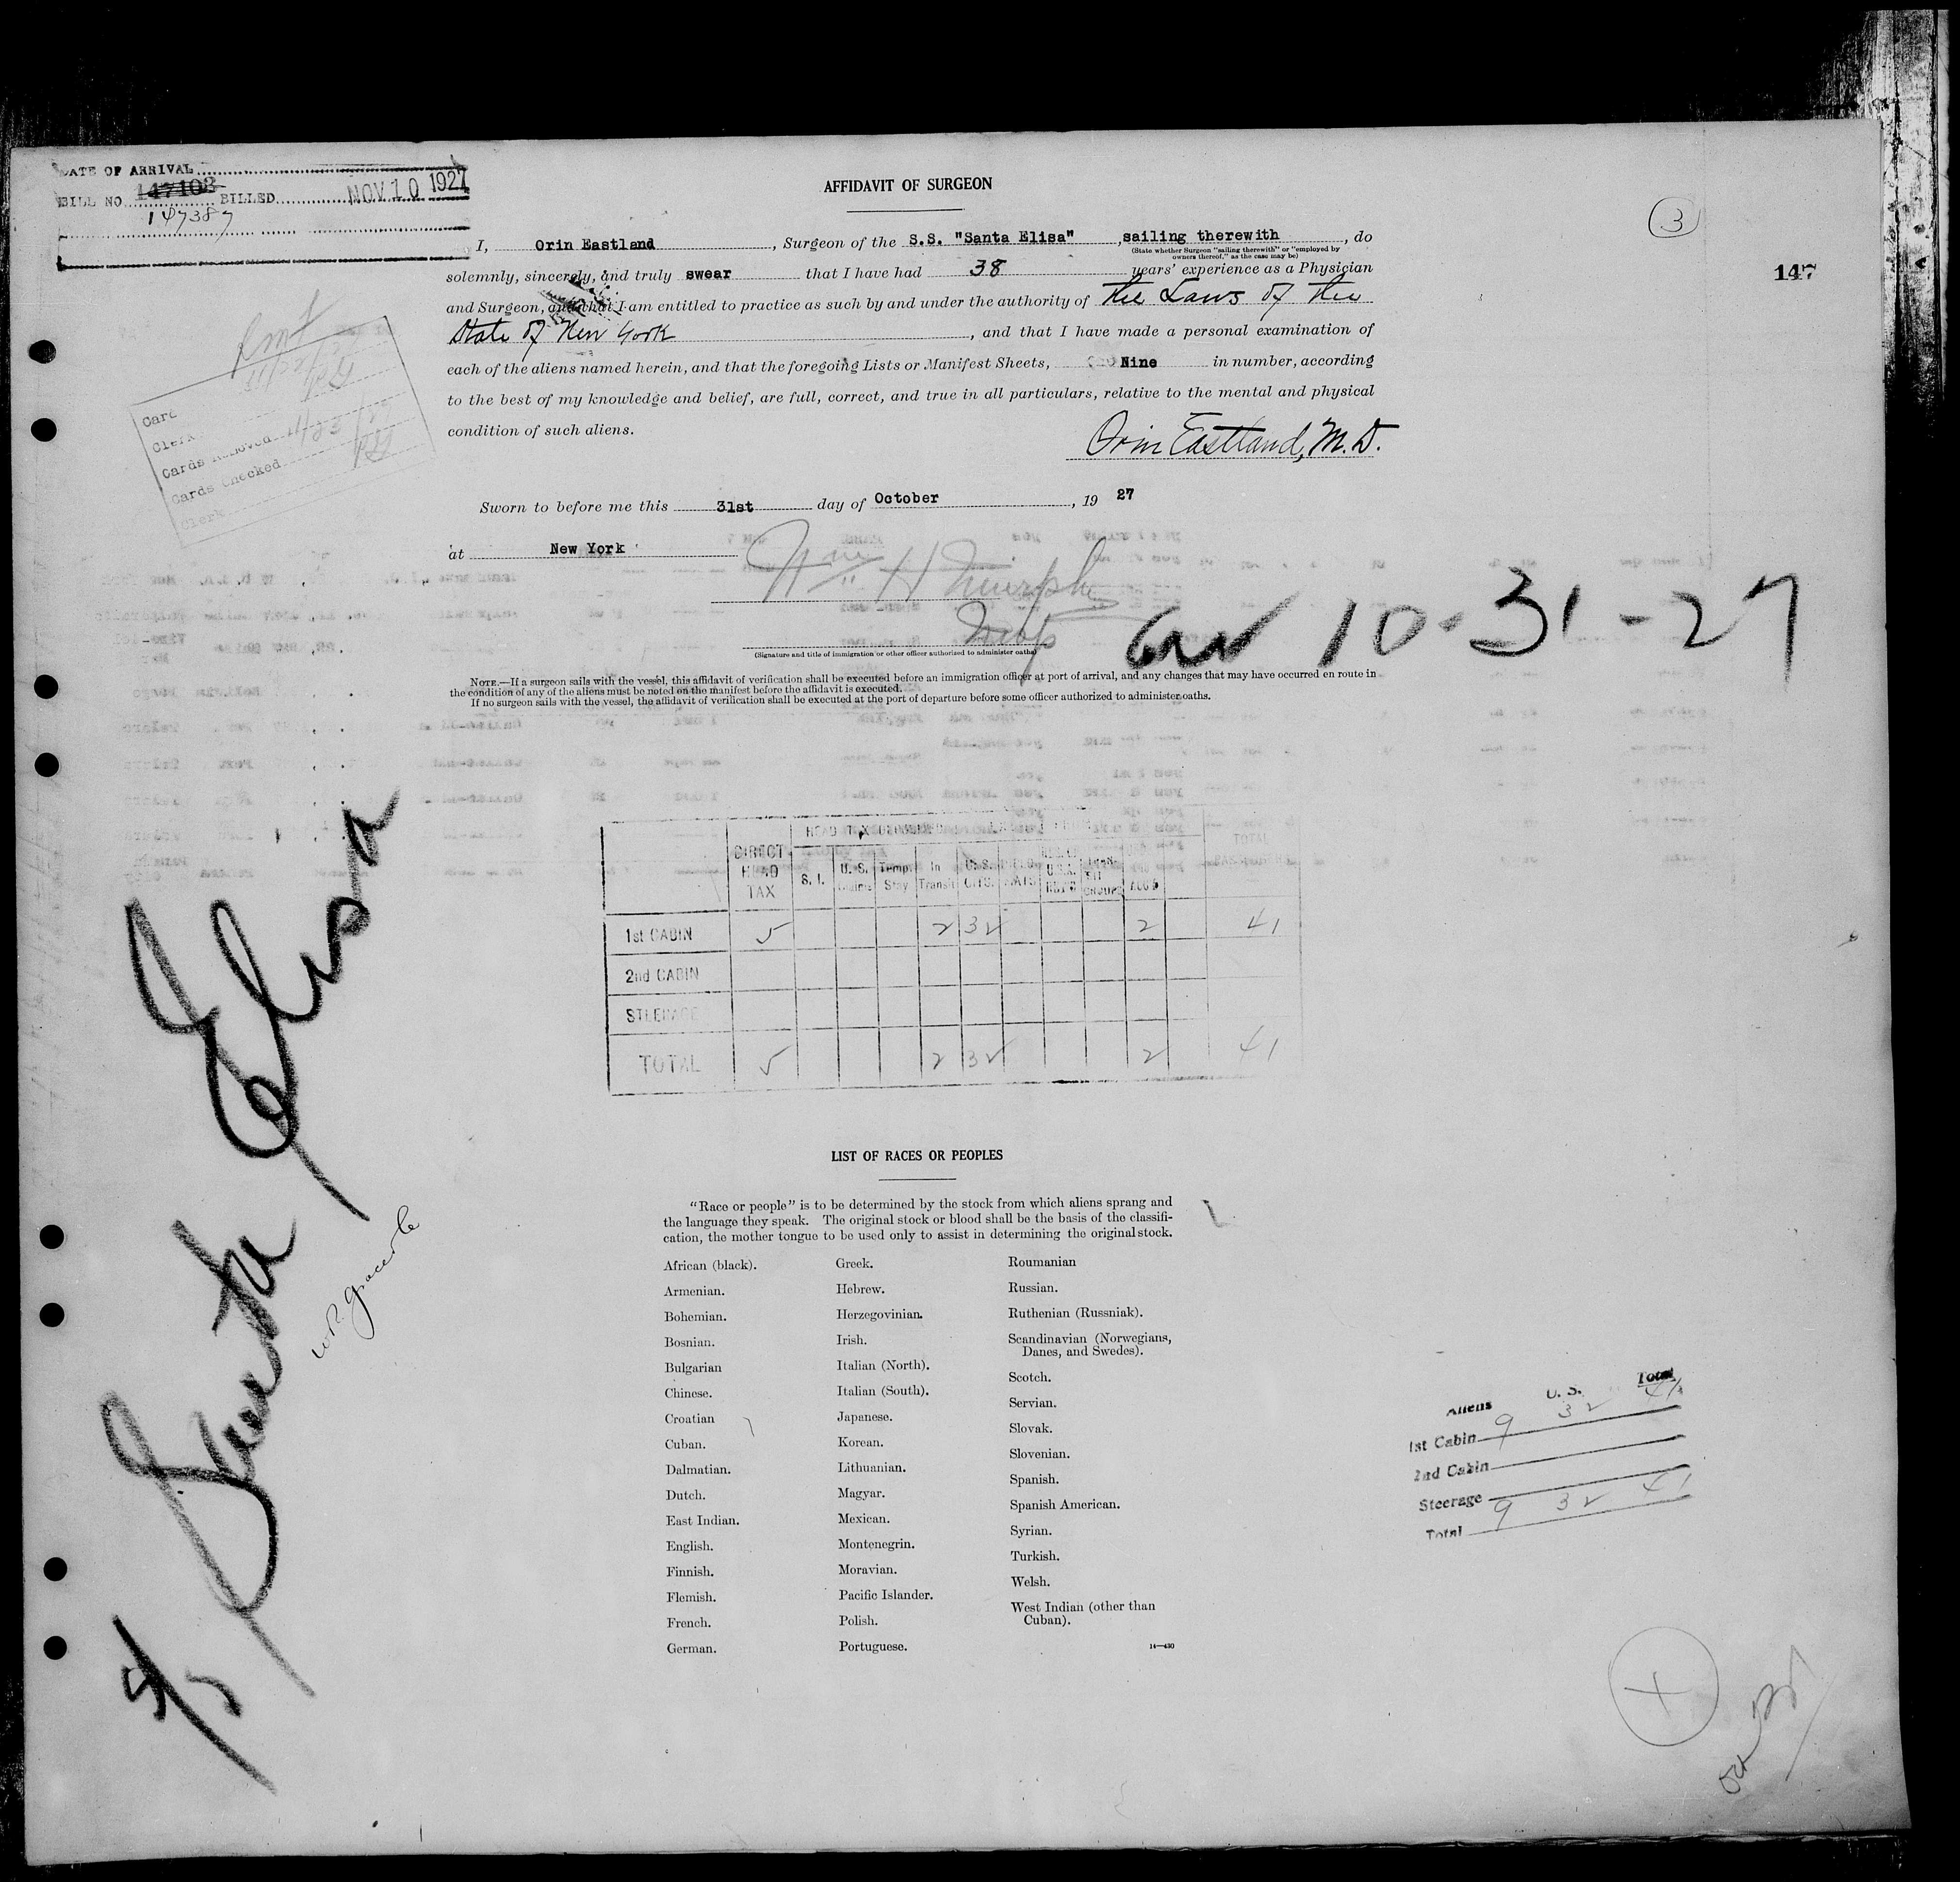 DATE OF ARRIVAL
BILL NO. 147103 BILLED NOV 10 1927
147387
AFFIDAVIT OF SURGEON
3
147
I, Orin Eastland, Surgeon of the S.S. "Santa Elisa", sailing therewith, do
(State whether Surgeon "sailing therewith" or "employed by
owners thereof," as the case may be)
solemnly, sincerely, and truly swear that I have had 38 years' experience as a Physician
and Surgeon, and that I am entitled to practice as such by and under the authority of the Laws of the
State of New York, and that I have made a personal examination of
each of the aliens named herein, and that the foregoing Lists or Manifest Sheets, Nine in number, according
to the best of my knowledge and belief, are full, correct, and true in all particulars, relative to the mental and physical
condition of such aliens.
Orin Eastland, M.D.
Card
Clerk
Cards Removed
Cards Checked
Clerk
Sworn to before me this 31st day of October, 19 27
at New York
Wm H Murphy
10-31-27
(Signature and title of immigration or other officer authorized to administer oaths)
NOTE.—If a surgeon sails with the vessel, this affidavit of verification shall be executed before an immigration officer at port of arrival, and any changes that may have occurred en route in
the condition of any of the aliens must be noted on the manifest before the affidavit is executed.
If no surgeon sails with the vessel, the affidavit of verification shall be executed at the port of departure before some officer authorized to administer oaths.
HEAD TAX
TOTAL
DIRECT HEAD TAX S. I. U. S. Temp. Stay In Transit U.S. CITS.
1st CABIN 5 2 32 2 41
2nd CABIN
STEERAGE
TOTAL 5 2 32 2 41
S/S Santa Elisa
W R Grace & Co
LIST OF RACES OR PEOPLES
"Race or people" is to be determined by the stock from which aliens sprang and
the language they speak. The original stock or blood shall be the basis of the classifi-
cation, the mother tongue to be used only to assist in determining the original stock.
African (black).
Armenian.
Bohemian.
Bosnian.
Bulgarian
Chinese.
Croatian
Cuban.
Dalmatian.
Dutch.
East Indian.
English.
Finnish.
Flemish.
French.
German.
Greek.
Hebrew.
Herzegovinian.
Irish.
Italian (North).
Italian (South).
Japanese.
Korean.
Lithuanian.
Magyar.
Mexican.
Montenegrin.
Moravian.
Pacific Islander.
Polish.
Portuguese.
Roumanian
Russian.
Ruthenian (Russniak).
Scandinavian (Norwegians,
Danes, and Swedes).
Scotch.
Servian.
Slovak.
Slovenian.
Spanish.
Spanish American.
Syrian.
Turkish.
Welsh.
West Indian (other than
Cuban).
14—430
Aliens U. S. Total
1st Cabin 9 32 41
2nd Cabin
Steerage
Total 9 32 41